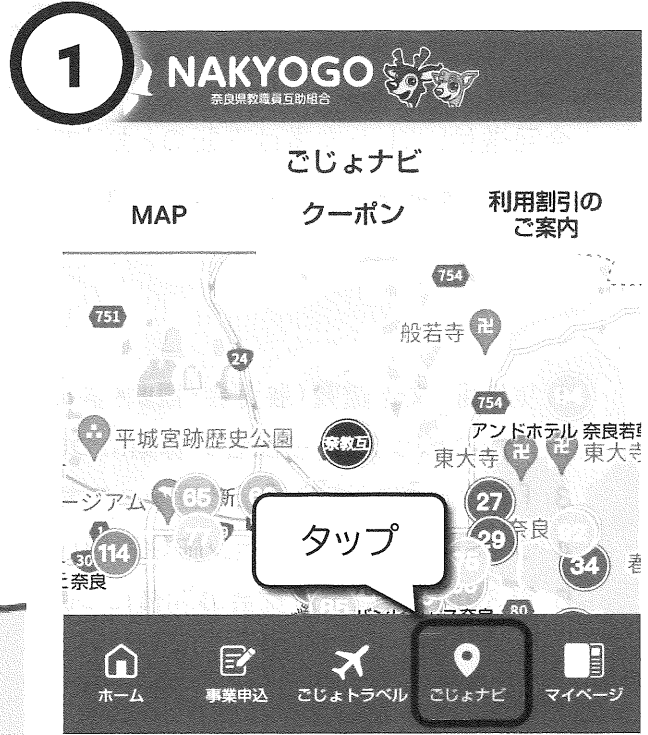 1
NAKYOGO
奈良県教職員互助組合
ごじょナビ
MAP
クーポン
利用割引の
ご案内
754
751
般若寺
24
754
平城宮跡歴史公園
奈教互
アンドホテル 奈良若草
東大寺
東大寺
ージアム
65
新
27
タップ
29
奈良
30
114
34
春
奈良
80
ホーム
事業申込
ごじょトラベル
ごじょナビ
マイページ